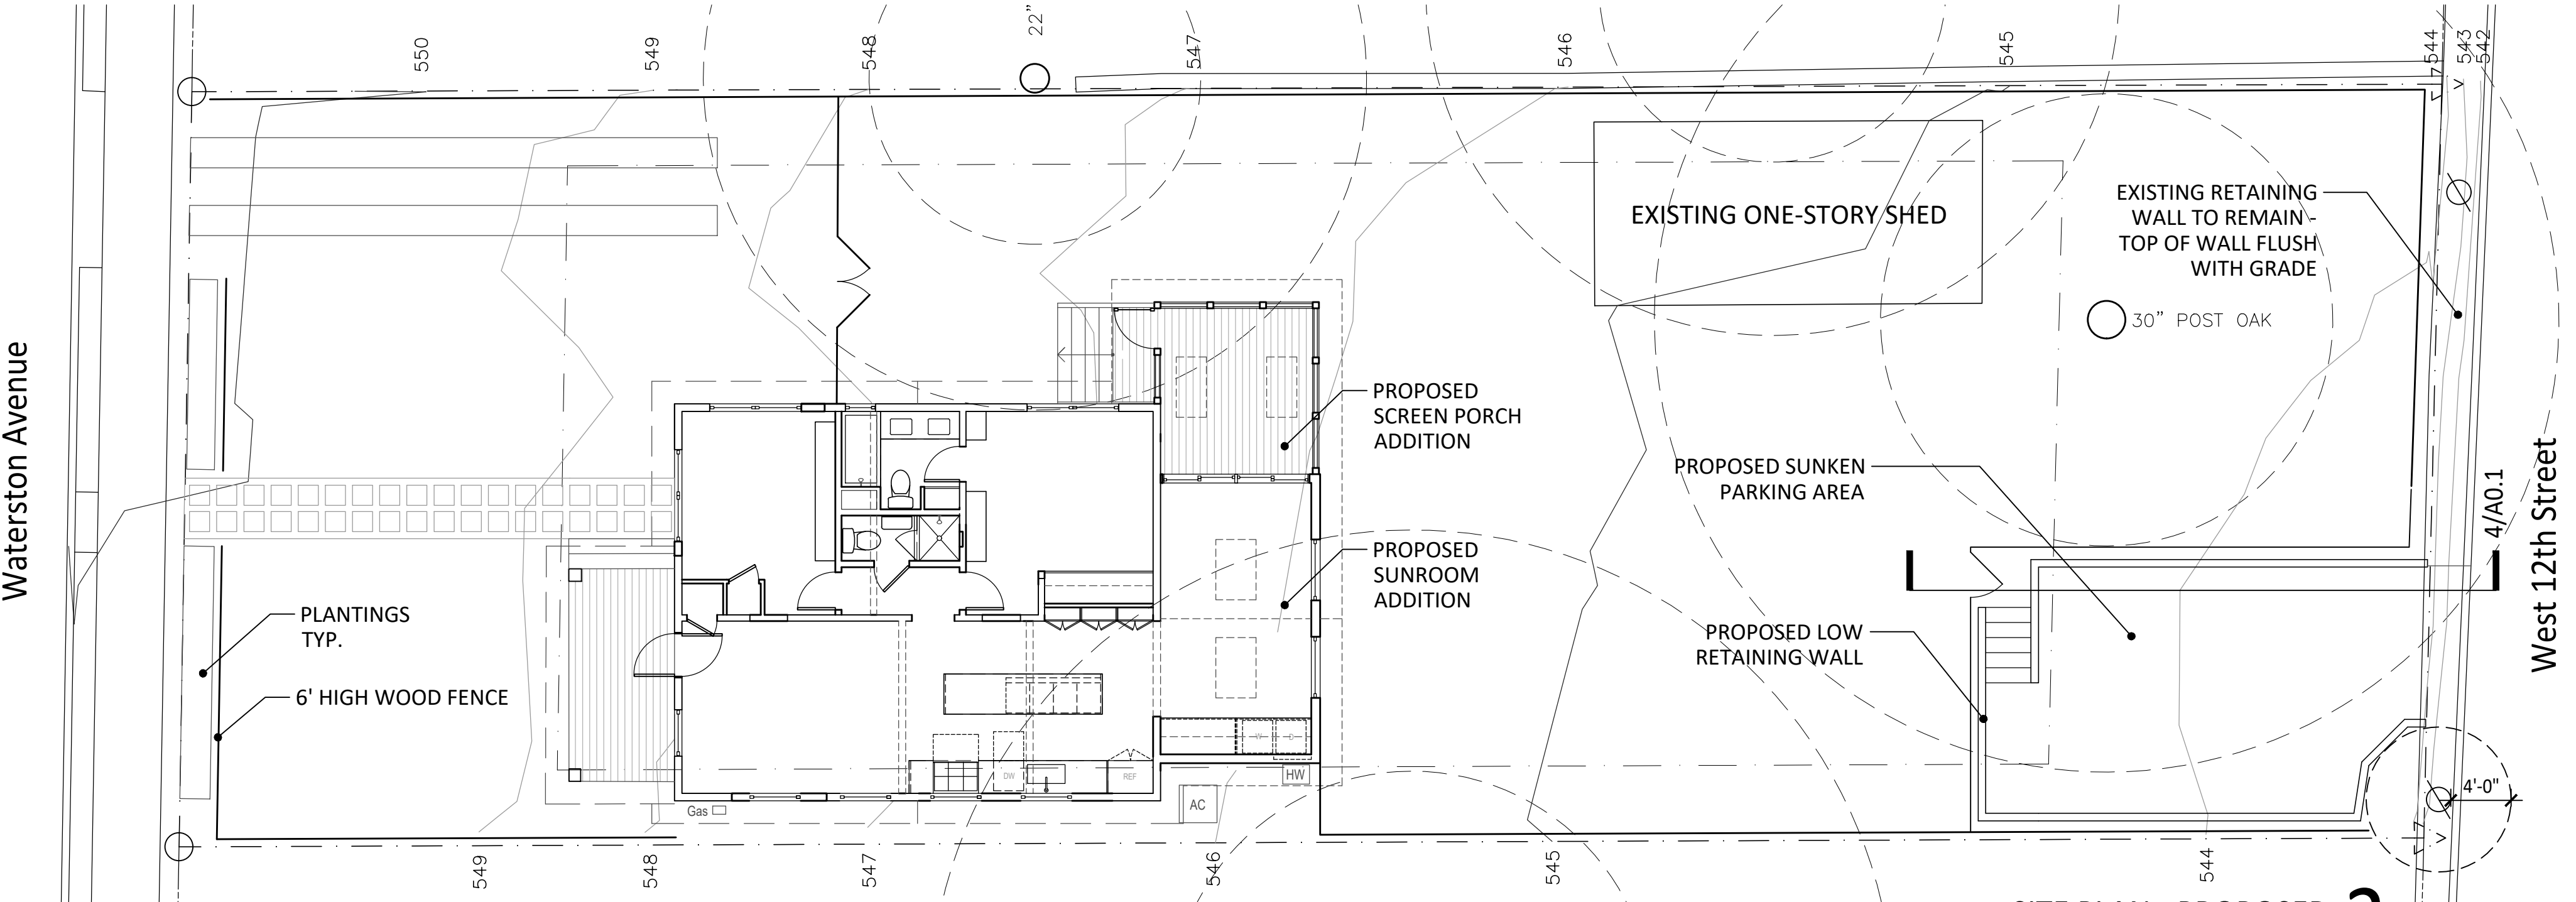 550
549
548
22”
547
546
545
544
543
542
EXISTING ONE-STORY SHED
EXISTING RETAINING
WALL TO REMAIN -
TOP OF WALL FLUSH
WITH GRADE
30” POST OAK
Waterston Avenue
PROPOSED
SCREEN PORCH
ADDITION
PROPOSED SUNKEN
PARKING AREA
4/A0.1
West 12th Street
PROPOSED
SUNROOM
ADDITION
PLANTINGS
TYP.
PROPOSED LOW
RETAINING WALL
6' HIGH WOOD FENCE
W
D
DW
REF
HW
AC
Gas
4'-0"
549
548
547
546
545
544